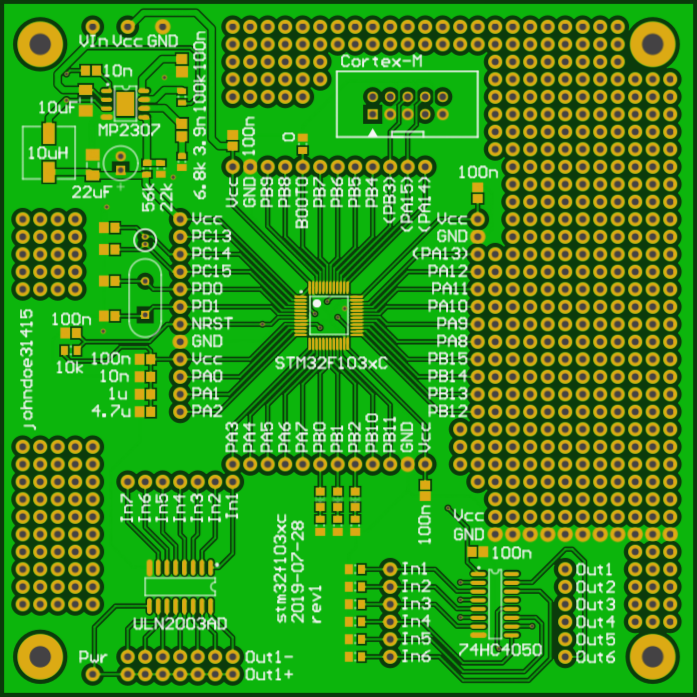 VIn Vcc GND
100n
Cortex-M
10n
10uF
100k
MP2307
3.9n
10uH
22uF
6.8k
56k
22k
100n
0
100n
Vcc
GND
PB9
PB8
BOOT0
PB7
PB6
PB5
PB4
(PB3)
(PA15)
(PA14)
Vcc
PC13
PC14
PC15
PD0
PD1
NRST
GND
Vcc
PA0
PA1
PA2
Vcc
GND
(PA13)
PA12
PA11
PA10
PA9
PA8
PB15
PB14
PB13
PB12
STM32F103xC
johndoe31415
100n
10k
100n
10n
1u
4.7u
PA3
PA4
PA5
PA6
PA7
PB0
PB1
PB2
PB10
PB11
GND
Vcc
100n
In7
In6
In5
In4
In3
In2
In1
stm32f103xc
2019-07-28
rev1
Vcc
GND
100n
ULN2003AD
Pwr
Out1-
Out1+
In1
In2
In3
In4
In5
In6
74HC4050
Out1
Out2
Out3
Out4
Out5
Out6